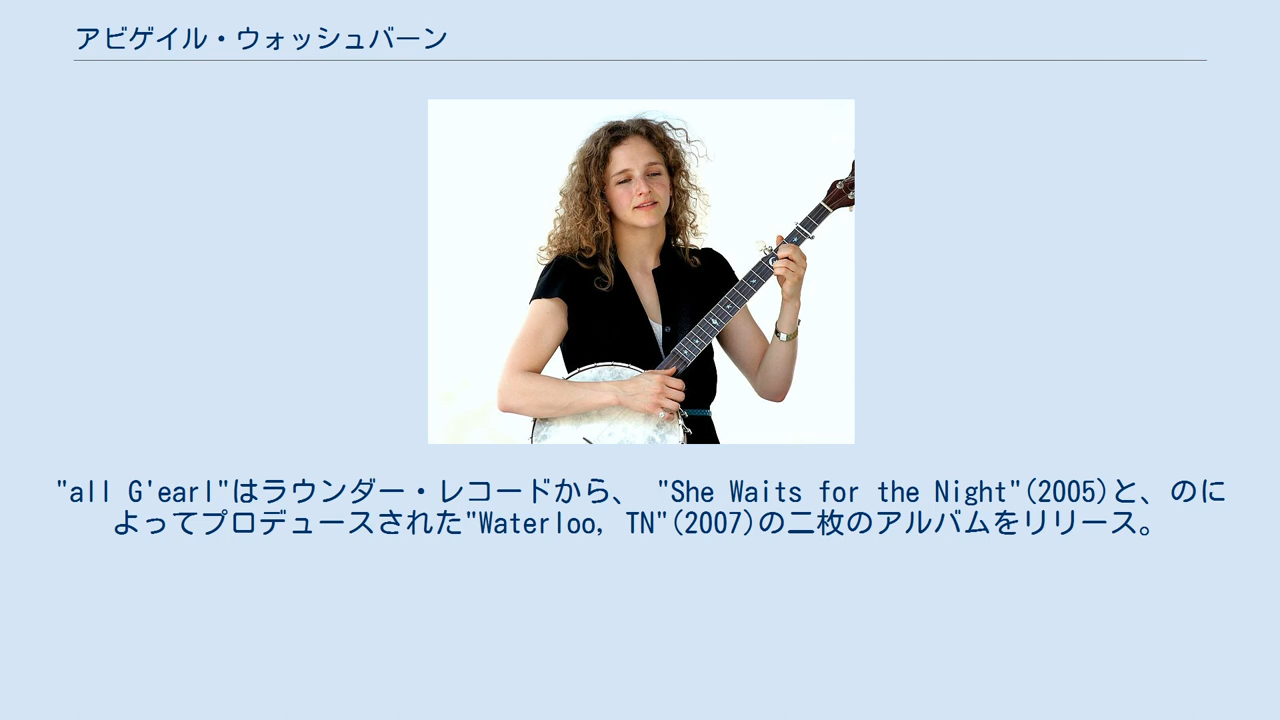 アビゲイル・ウォッシュバーン
"all G'earl"はラウンダー・レコードから、 "She Waits for the Night"(2005)と、のに
よってプロデュースされた"Waterloo, TN"(2007)の二枚のアルバムをリリース。